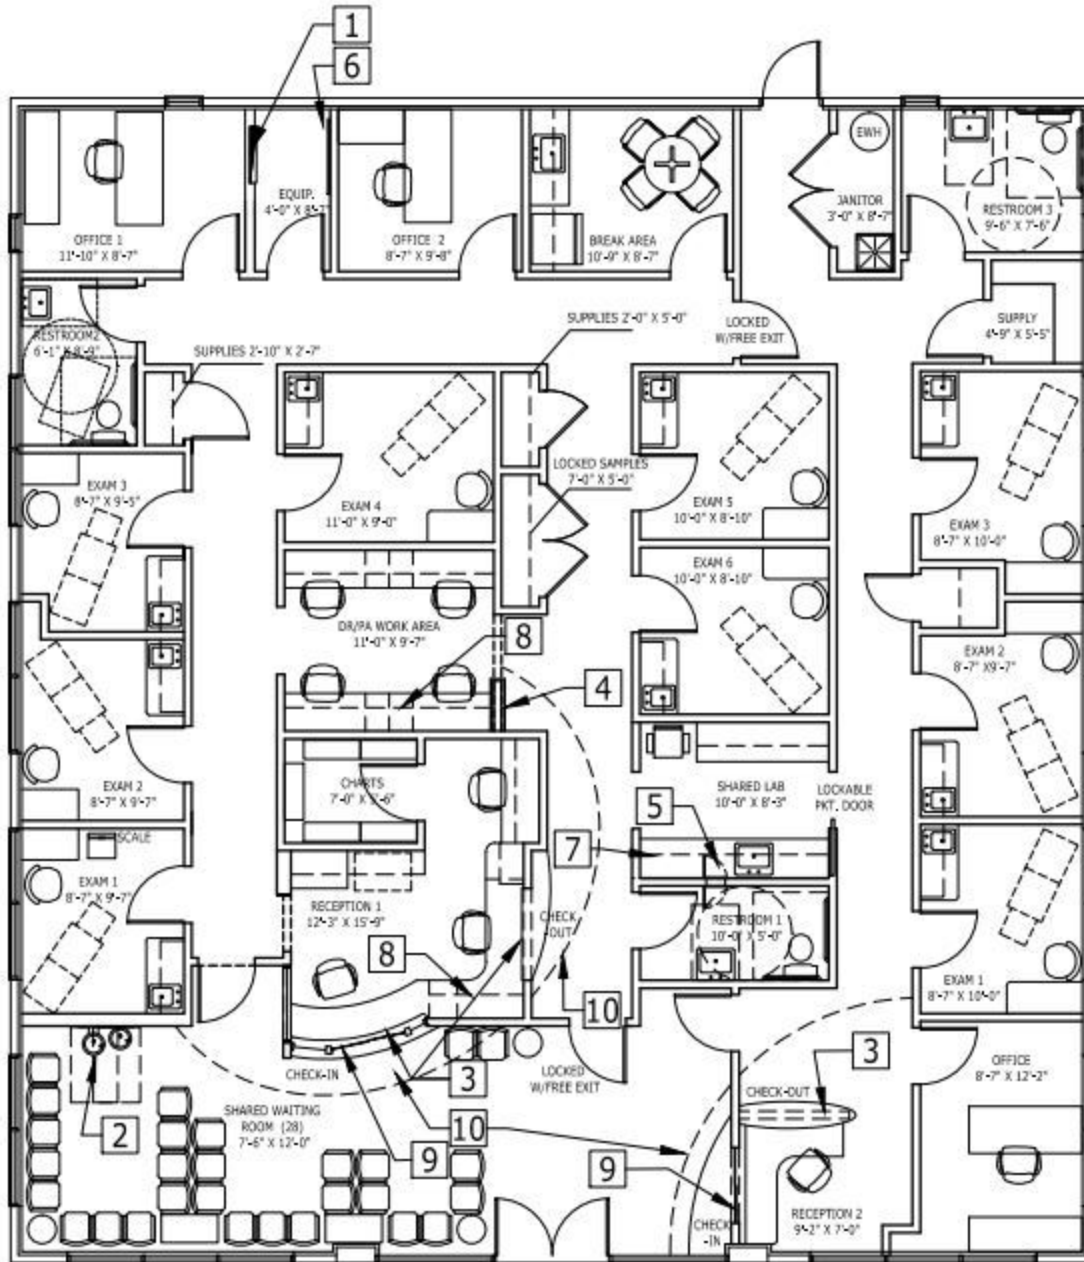 1
6
EWH
EQUIP.
4'-0" X 8'-7"
JANITOR
3'-0" X 8'-7"
RESTROOM 3
9'-6" X 7'-6"
OFFICE 1
11'-10" X 8'-7"
OFFICE 2
8'-7" X 9'-8"
BREAK AREA
10'-9" X 8'-7"
SUPPLIES 2'-0" X 5'-0"
LOCKED
W/FREE EXIT
SUPPLY
4'-9" X 5'-5"
RESTROOM2
6'-1" X 8'-9"
SUPPLIES 2'-10" X 2'-7"
LOCKED SAMPLES
7'-0" X 5'-0"
EXAM 3
8'-7" X 9'-5"
EXAM 4
11'-0" X 9'-0"
EXAM 5
10'-0" X 8'-10"
EXAM 3
8'-7" X 10'-0"
EXAM 6
10'-0" X 8'-10"
DR/PA WORK AREA
11'-0" X 9'-7"
8
4
EXAM 2
8'-7" X9'-7"
EXAM 2
8'-7" X 9'-7"
CHARTS
SHARED LAB
10'-0" X 8'-3"
LOCKABLE
PKT. DOOR
5
7
SCALE
EXAM 1
8'-7" X 9'-7"
RECEPTION 1
12'-3" X 15'-9"
CHECK
-OUT
RESTROOM 1
10'-0" X 5'-0"
8
10
EXAM 1
8'-7" X 10'-0"
CHECK-IN
3
LOCKED
W/FREE EXIT
3
OFFICE
8'-7" X 12'-2"
CHECK-OUT
2
SHARED WAITING
ROOM (28)
7'-6" X 12'-0"
10
9
9
CHECK
-IN
RECEPTION 2
9'-2" X 7'-0"